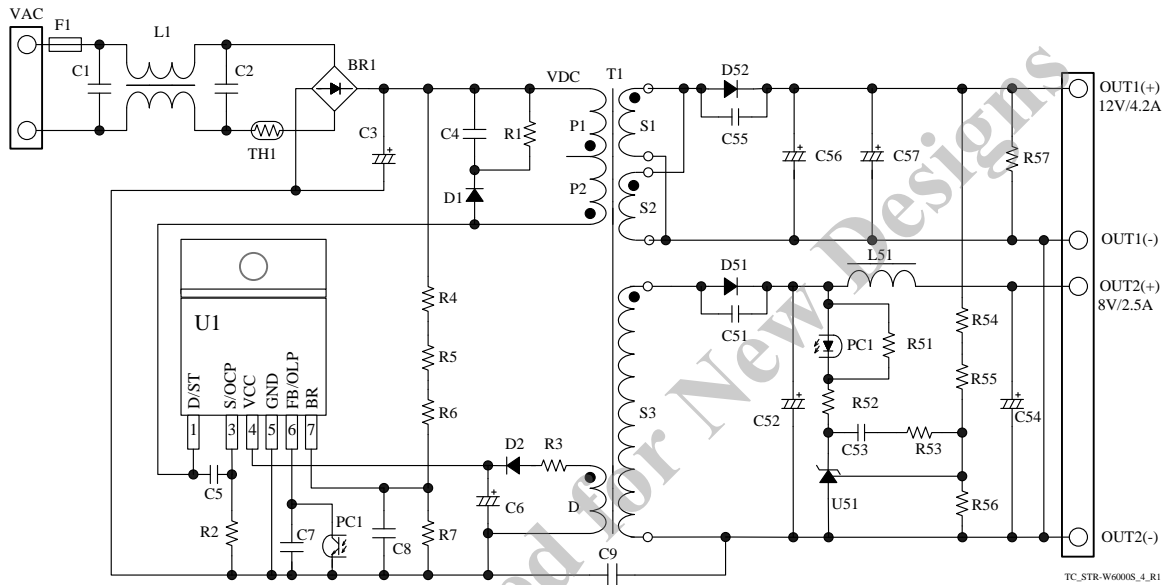 VAC
F1
L1
C1
C2
BR1
TH1
C3
C4
R1
D1
VDC
T1
P1
P2
S1
S2
D52
C55
C56
C57
R57
OUT1(+)
12V/4.2A
OUT1(-)
OUT2(+)
8V/2.5A
L51
D51
C51
PC1
R51
R54
R55
R52
C53
R53
C52
C54
U51
R56
S3
OUT2(-)
U1
D/ST
S/OCP
VCC
GND
FB/OLP
BR
1
3
4
5
6
7
R4
R5
R6
D2
R3
C5
R2
C7
PC1
C8
R7
C6
D
C9
TC_STR-W6000S_4_R1
ed for New Designs